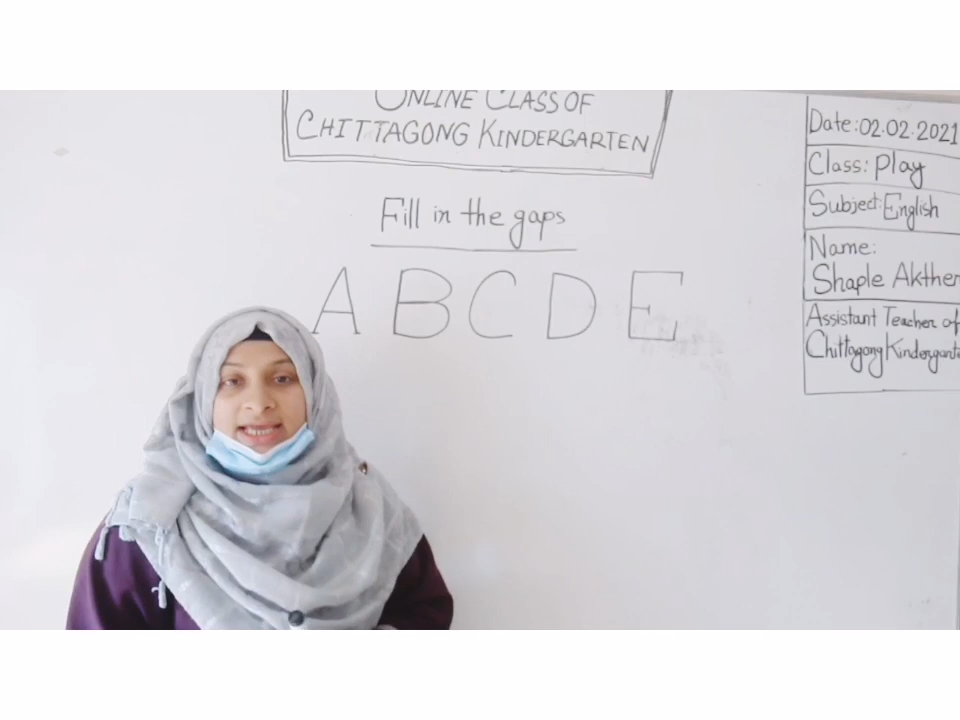 ONLINE CLASS OF
CHITTAGONG KINDERGARTEN
Fill in the gaps
A B C D E
Date: 02.02.2021
Class: Play
Subject: English
Name:
Shaple Akther
Assistant Teacher of
Chittagong Kindergarte